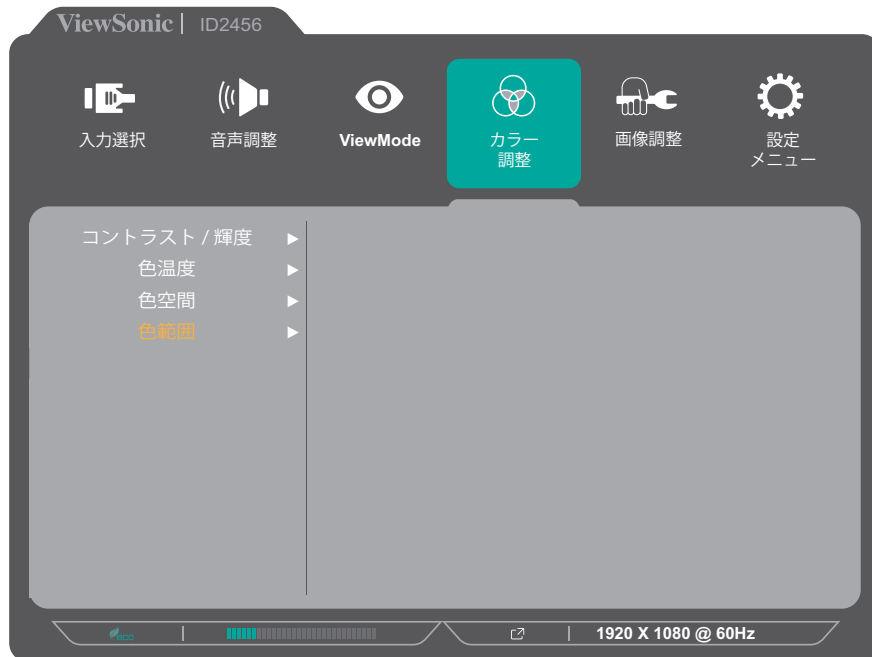 ViewSonic | ID2456
入力選択
音声調整
ViewMode
カラー
調整
画像調整
設定
メニュー
コントラスト / 輝度 ▶
色温度 ▶
色空間 ▶
色範囲 ▶
eco
1920 X 1080 @ 60Hz